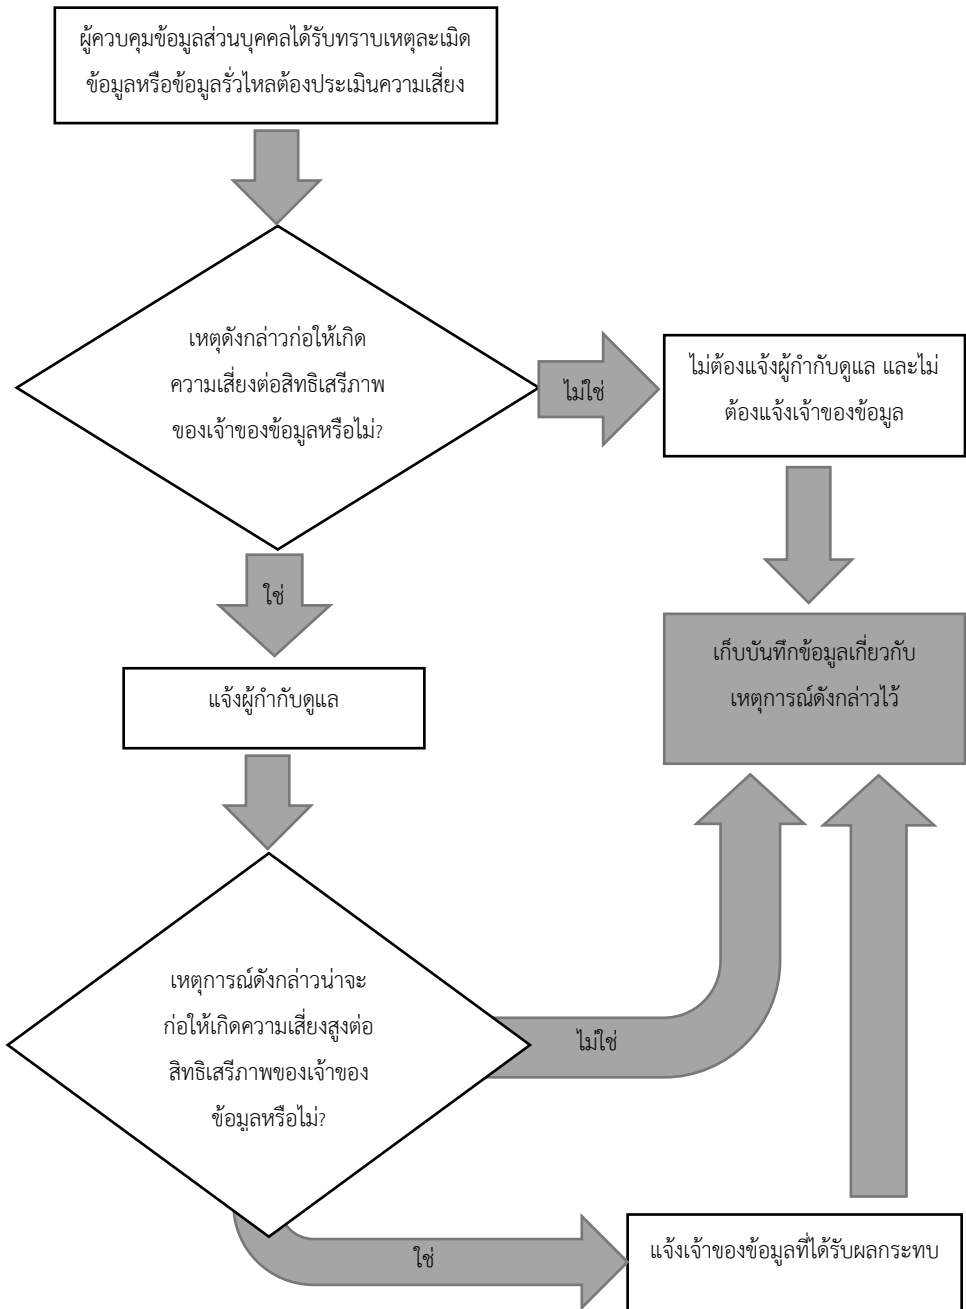 ผู้ควบคุมข้อมูลส่วนบุคคลได้รับทราบเหตุละเมิด
ข้อมูลหรือข้อมูลรั่วไหลต้องประเมินความเสี่ยง
เหตุดังกล่าวก่อให้เกิด
ความเสี่ยงต่อสิทธิเสรีภาพ
ของเจ้าของข้อมูลหรือไม่?
ไม่ใช่
ไม่ต้องแจ้งผู้กำกับดูแล และไม่
ต้องแจ้งเจ้าของข้อมูล
ใช่
เก็บบันทึกข้อมูลเกี่ยวกับ
เหตุการณ์ดังกล่าวไว้
แจ้งผู้กำกับดูแล
เหตุการณ์ดังกล่าวน่าจะ
ก่อให้เกิดความเสี่ยงสูงต่อ
สิทธิเสรีภาพของเจ้าของ
ข้อมูลหรือไม่?
ไม่ใช่
ใช่
แจ้งเจ้าของข้อมูลที่ได้รับผลกระทบ